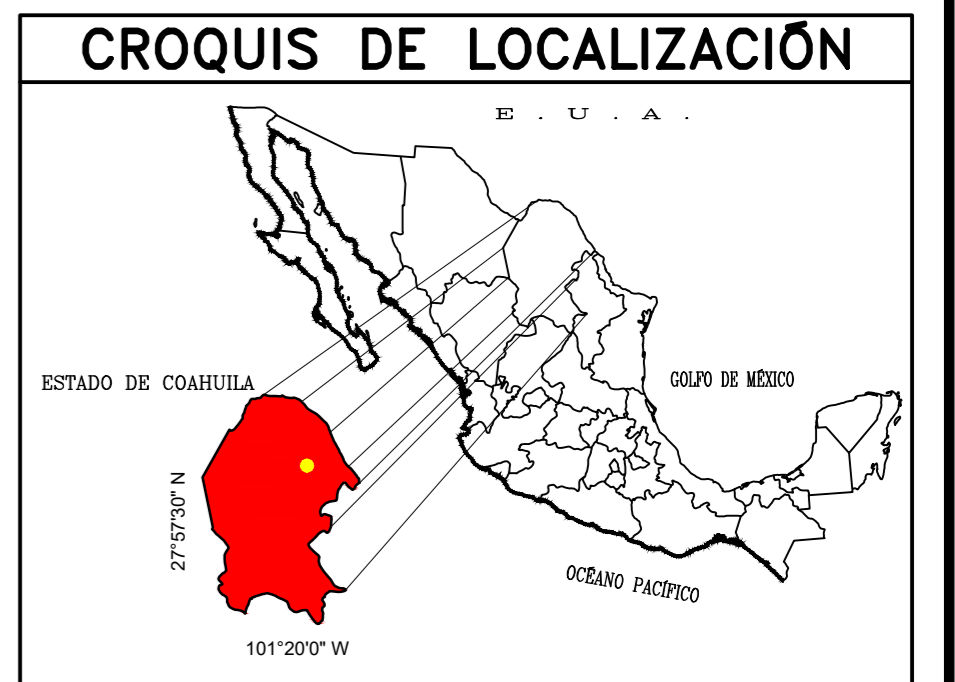 CROQUIS DE LOCALIZACIÓN
E . U . A .
ESTADO DE COAHUILA
GOLFO DE MÉXICO
27°57'30" N
OCÉANO PACÍFICO
101°20'0" W